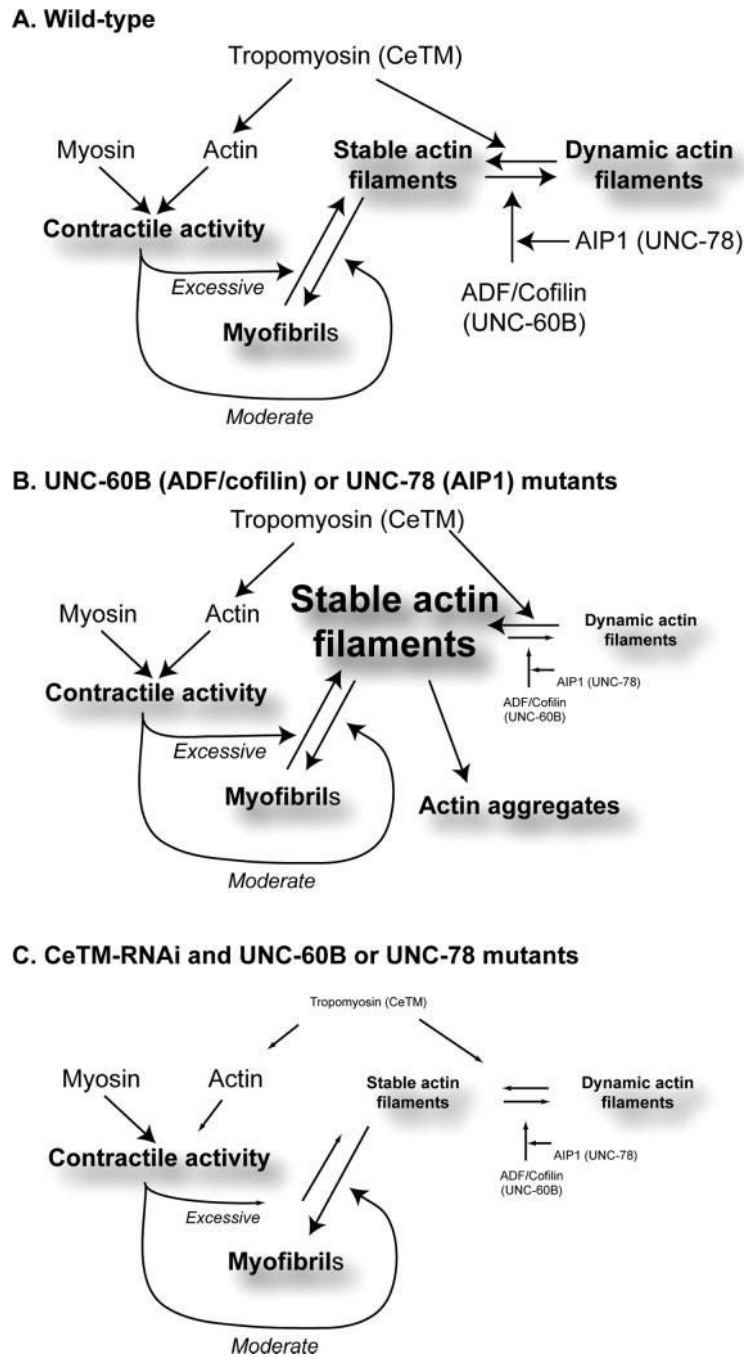 A. Wild-type
Tropomyosin (CeTM)
Myosin
Actin
Stable actin
filaments
Dynamic actin
filaments
Contractile activity
AIP1 (UNC-78)
Excessive
ADF/Cofilin
(UNC-60B)
Myofibrils
Moderate
B. UNC-60B (ADF/cofilin) or UNC-78 (AIP1) mutants
Tropomyosin (CeTM)
Myosin
Actin
Stable actin
filaments
Dynamic actin
filaments
AIP1 (UNC-78)
ADF/Cofilin
(UNC-60B)
Contractile activity
Excessive
Myofibrils
Actin aggregates
Moderate
C. CeTM-RNAi and UNC-60B or UNC-78 mutants
Tropomyosin (CeTM)
Myosin
Actin
Stable actin
filaments
Dynamic actin
filaments
Contractile activity
AIP1 (UNC-78)
ADF/Cofilin
(UNC-60B)
Excessive
Myofibrils
Moderate